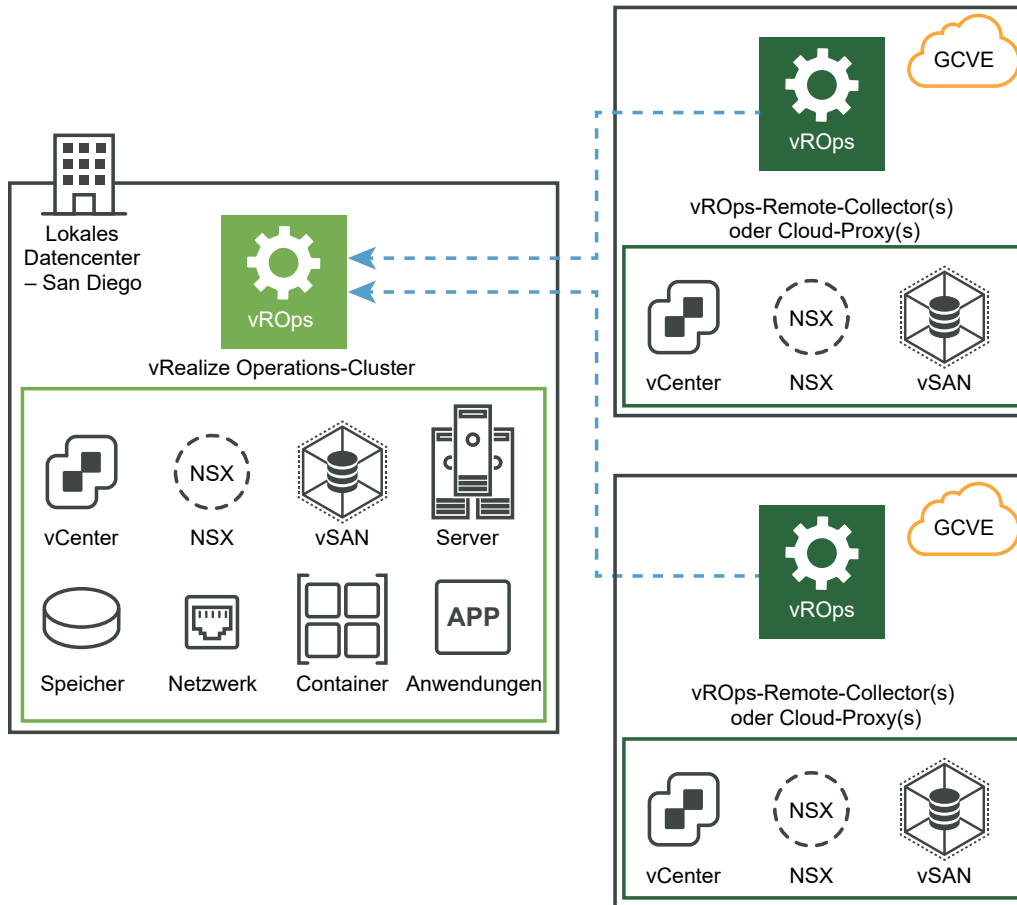 Lokales
Datencenter
– San Diego
vROps
vRealize Operations-Cluster
NSX
vCenter
NSX
vSAN
Server
APP
Speicher
Netzwerk
Container
Anwendungen
GCVE
vROps
vROps-Remote-Collector(s)
oder Cloud-Proxy(s)
NSX
vCenter
NSX
vSAN
GCVE
vROps
vROps-Remote-Collector(s)
oder Cloud-Proxy(s)
NSX
vCenter
NSX
vSAN